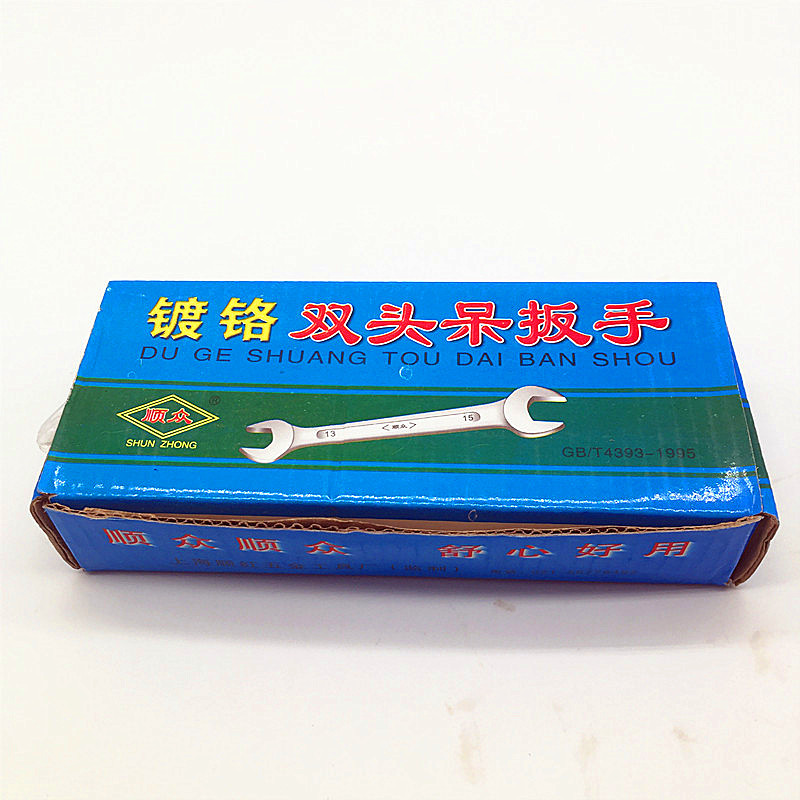 镀铬双头呆扳手
DU GE SHUANG TOU DAI BAN SHOU
顺众®
SHUN ZHONG
13 <顺众> 15
GB/T4393-1995
顺众顺众 舒心好用